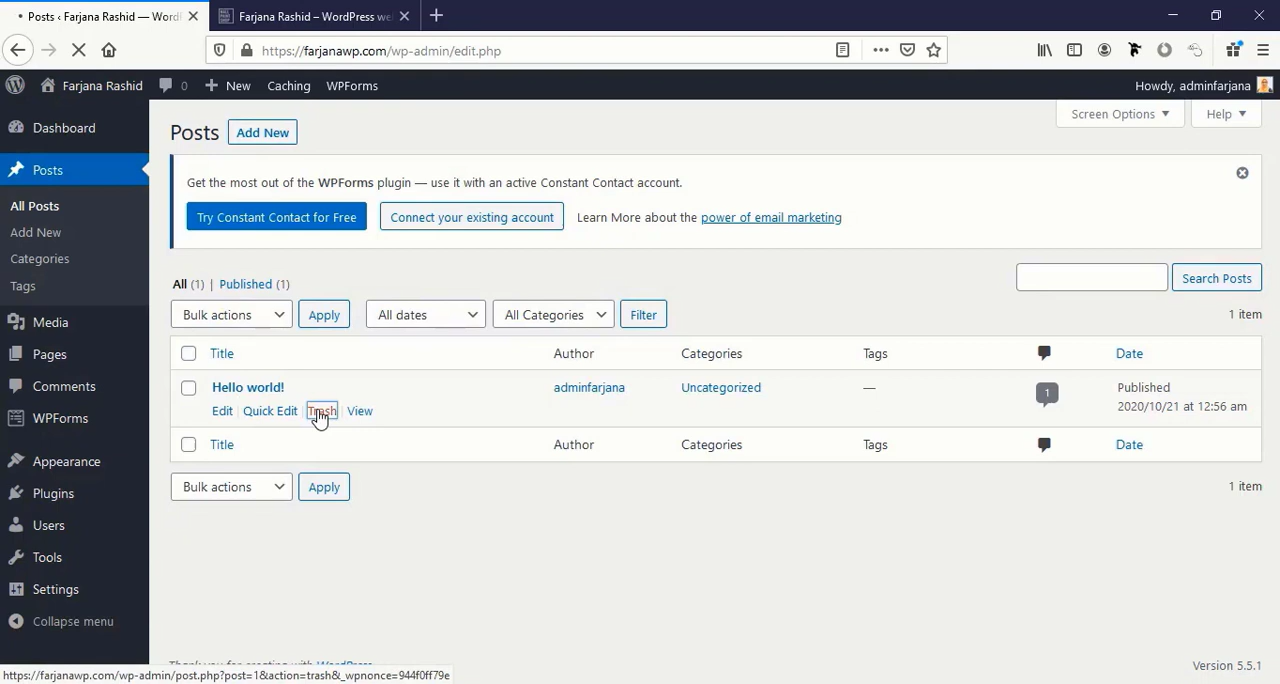 Posts ‹ Farjana Rashid — Word
Farjana Rashid – WordPress we
https://farjanawp.com/wp-admin/edit.php
Farjana Rashid 0 New Caching WPForms Howdy, adminfarjana
Dashboard
Posts
All Posts
Add New
Categories
Tags
Media
Pages
Comments
WPForms
Appearance
Plugins
Users
Tools
Settings
Collapse menu
Screen Options Help
Posts Add New
Get the most out of the WPForms plugin — use it with an active Constant Contact account.
Try Constant Contact for Free Connect your existing account Learn More about the power of email marketing
All (1) | Published (1)
Search Posts
Bulk actions Apply All dates All Categories Filter 1 item
Title Author Categories Tags Date
Hello world! adminfarjana Uncategorized — 1 Published
Edit | Quick Edit | Trash | View 2020/10/21 at 12:56 am
Title Author Categories Tags Date
Bulk actions Apply 1 item
Thank you for creating with WordPress. Version 5.5.1
https://farjanawp.com/wp-admin/post.php?post=1&action=trash&_wpnonce=944f0ff79e